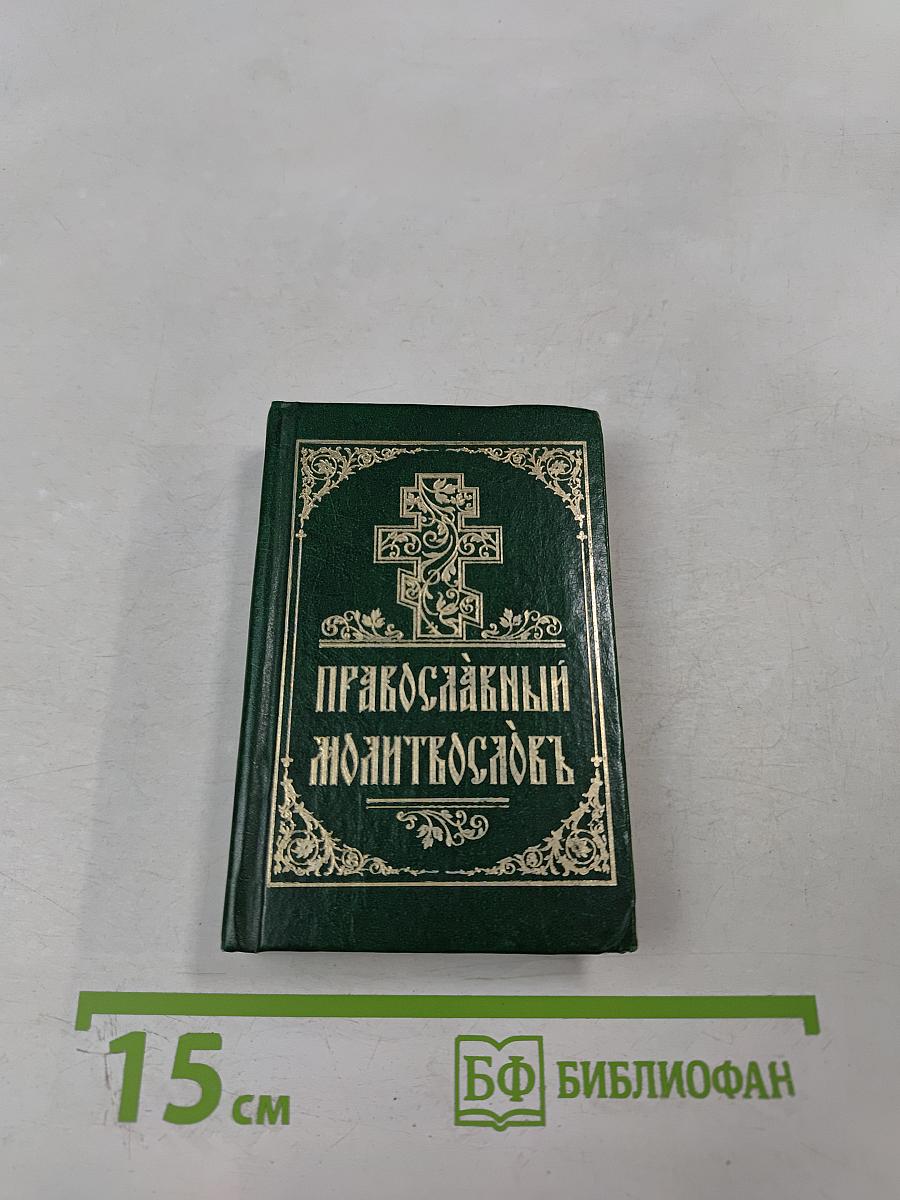 ПРАВОСЛА̀ВНЫЙ
МОЛИТВОСЛО̀ВЪ
15 см
БФ БИБЛИОФАН